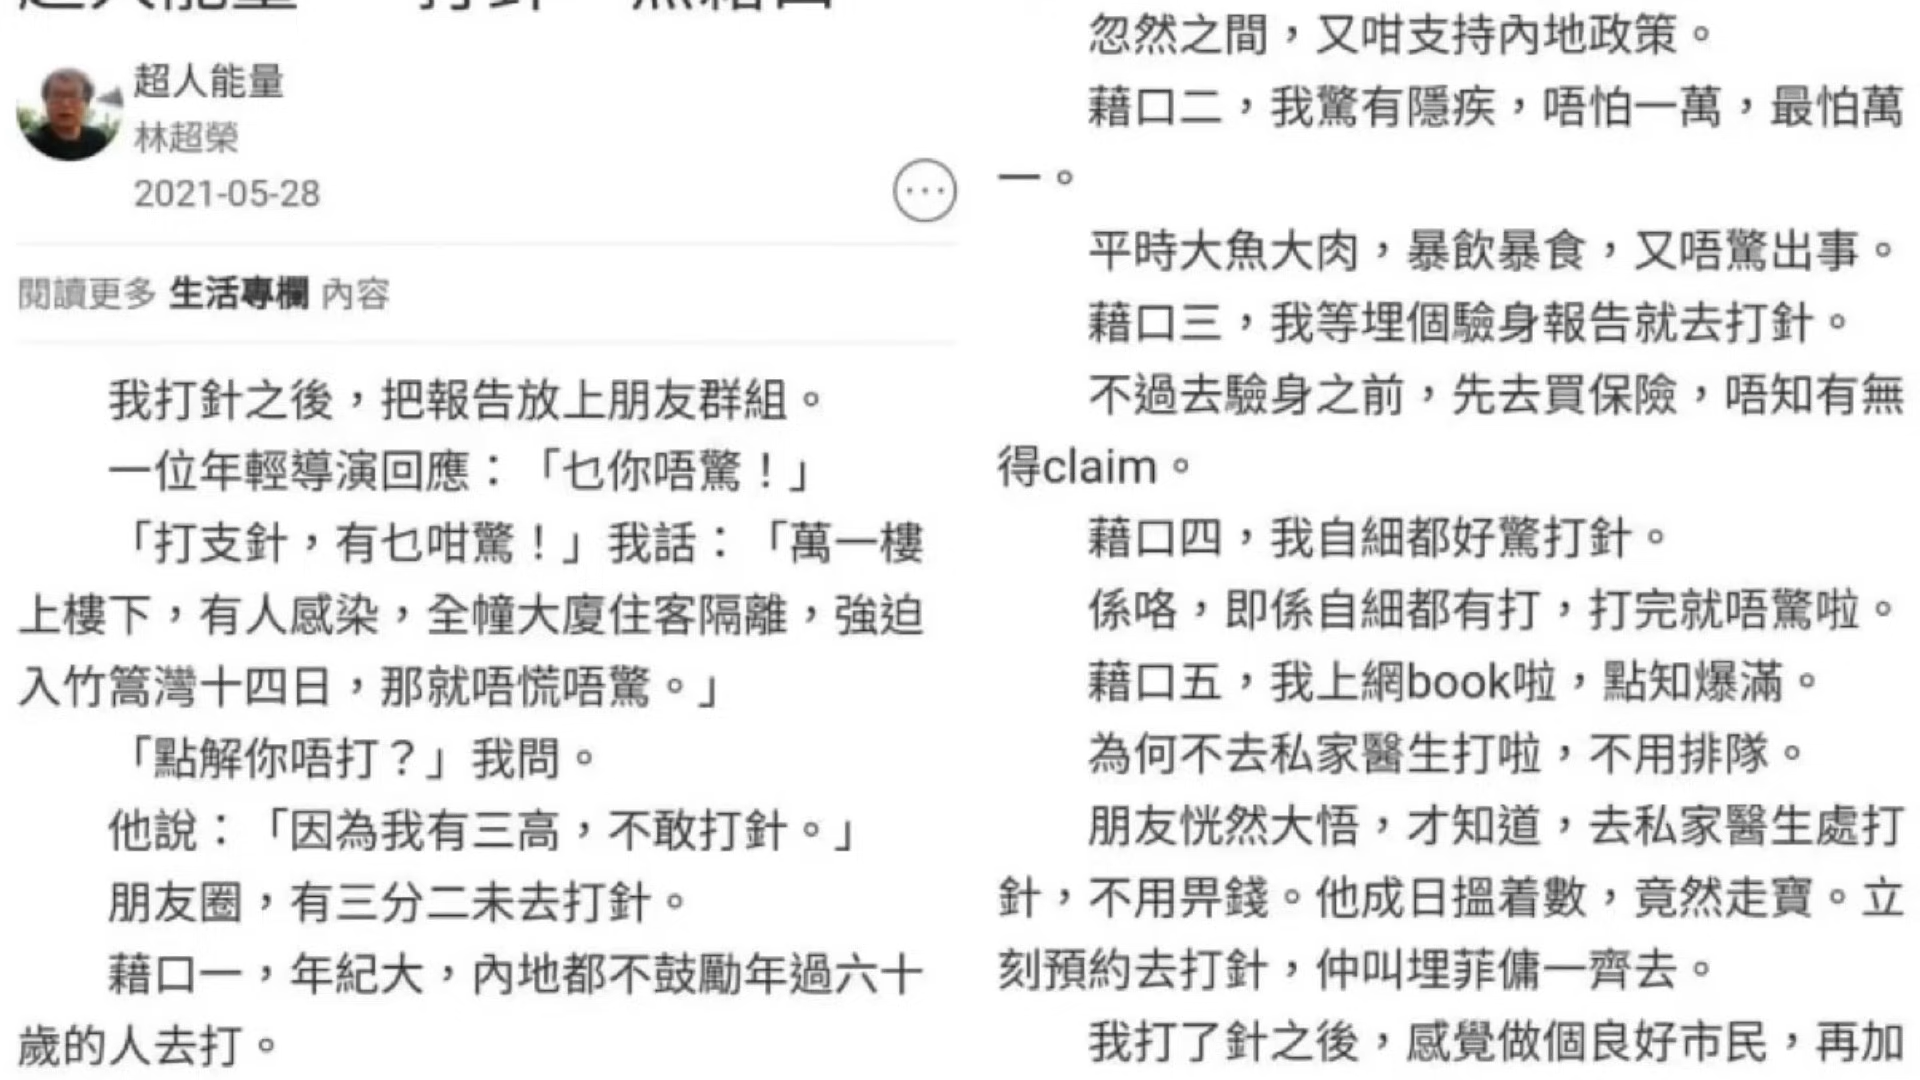 超人能量
林超榮
2021-05-28
閱讀更多 生活專欄 內容
我打針之後，把報告放上朋友群組。
一位年輕導演回應：「乜你唔驚！」
「打支針，有乜咁驚！」我話：「萬一樓
上樓下，有人感染，全幢大廈住客隔離，強迫
入竹篙灣十四日，那就唔慌唔驚。」
「點解你唔打？」我問。
他說：「因為我有三高，不敢打針。」
朋友圈，有三分二未去打針。
藉口一，年紀大，內地都不鼓勵年過六十
歲的人去打。
忽然之間，又咁支持內地政策。
藉口二，我驚有隱疾，唔怕一萬，最怕萬
一。
平時大魚大肉，暴飲暴食，又唔驚出事。
藉口三，我等埋個驗身報告就去打針。
不過去驗身之前，先去買保險，唔知有無
得claim。
藉口四，我自細都好驚打針。
係咯，即係自細都有打，打完就唔驚啦。
藉口五，我上網book啦，點知爆滿。
為何不去私家醫生打啦，不用排隊。
朋友恍然大悟，才知道，去私家醫生處打
針，不用畀錢。他成日搵着數，竟然走寶。立
刻預約去打針，仲叫埋菲傭一齊去。
我打了針之後，感覺做個良好市民，再加